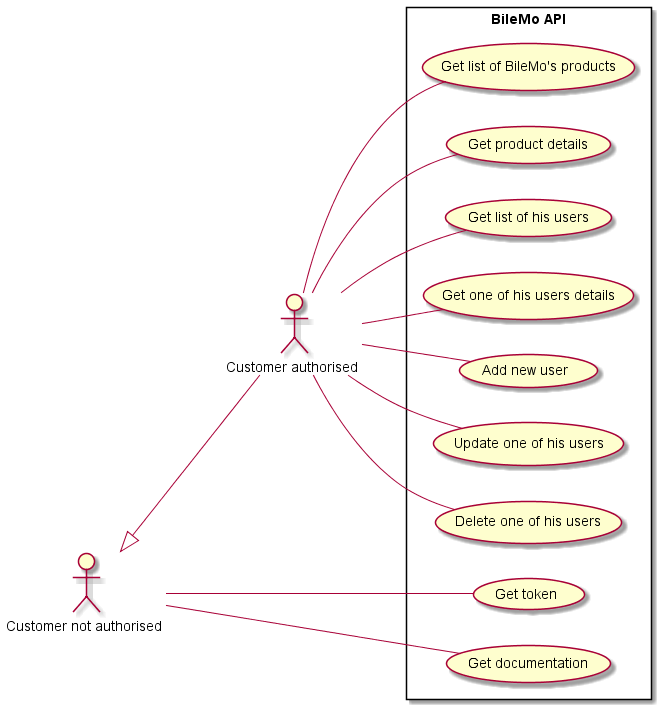 BileMo API
Get list of BileMo's products
Get product details
Get list of his users
Get one of his users details
Customer authorised
Add new user
Update one of his users
Delete one of his users
Get token
Customer not authorised
Get documentation